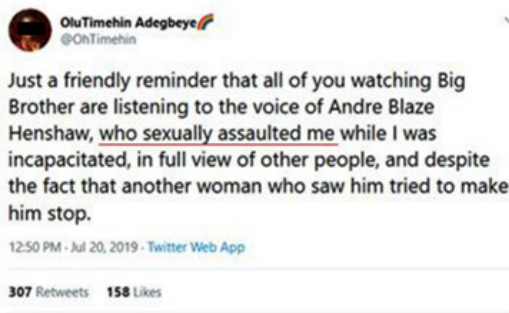 OluTimehin Adegbeye🌈
@OhTimehin
Just a friendly reminder that all of you watching Big
Brother are listening to the voice of Andre Blaze
Henshaw, who sexually assaulted me while I was
incapacitated, in full view of other people, and despite
the fact that another woman who saw him tried to make
him stop.
12:50 PM - Jul 20, 2019 - Twitter Web App
307 Retweets 158 Likes